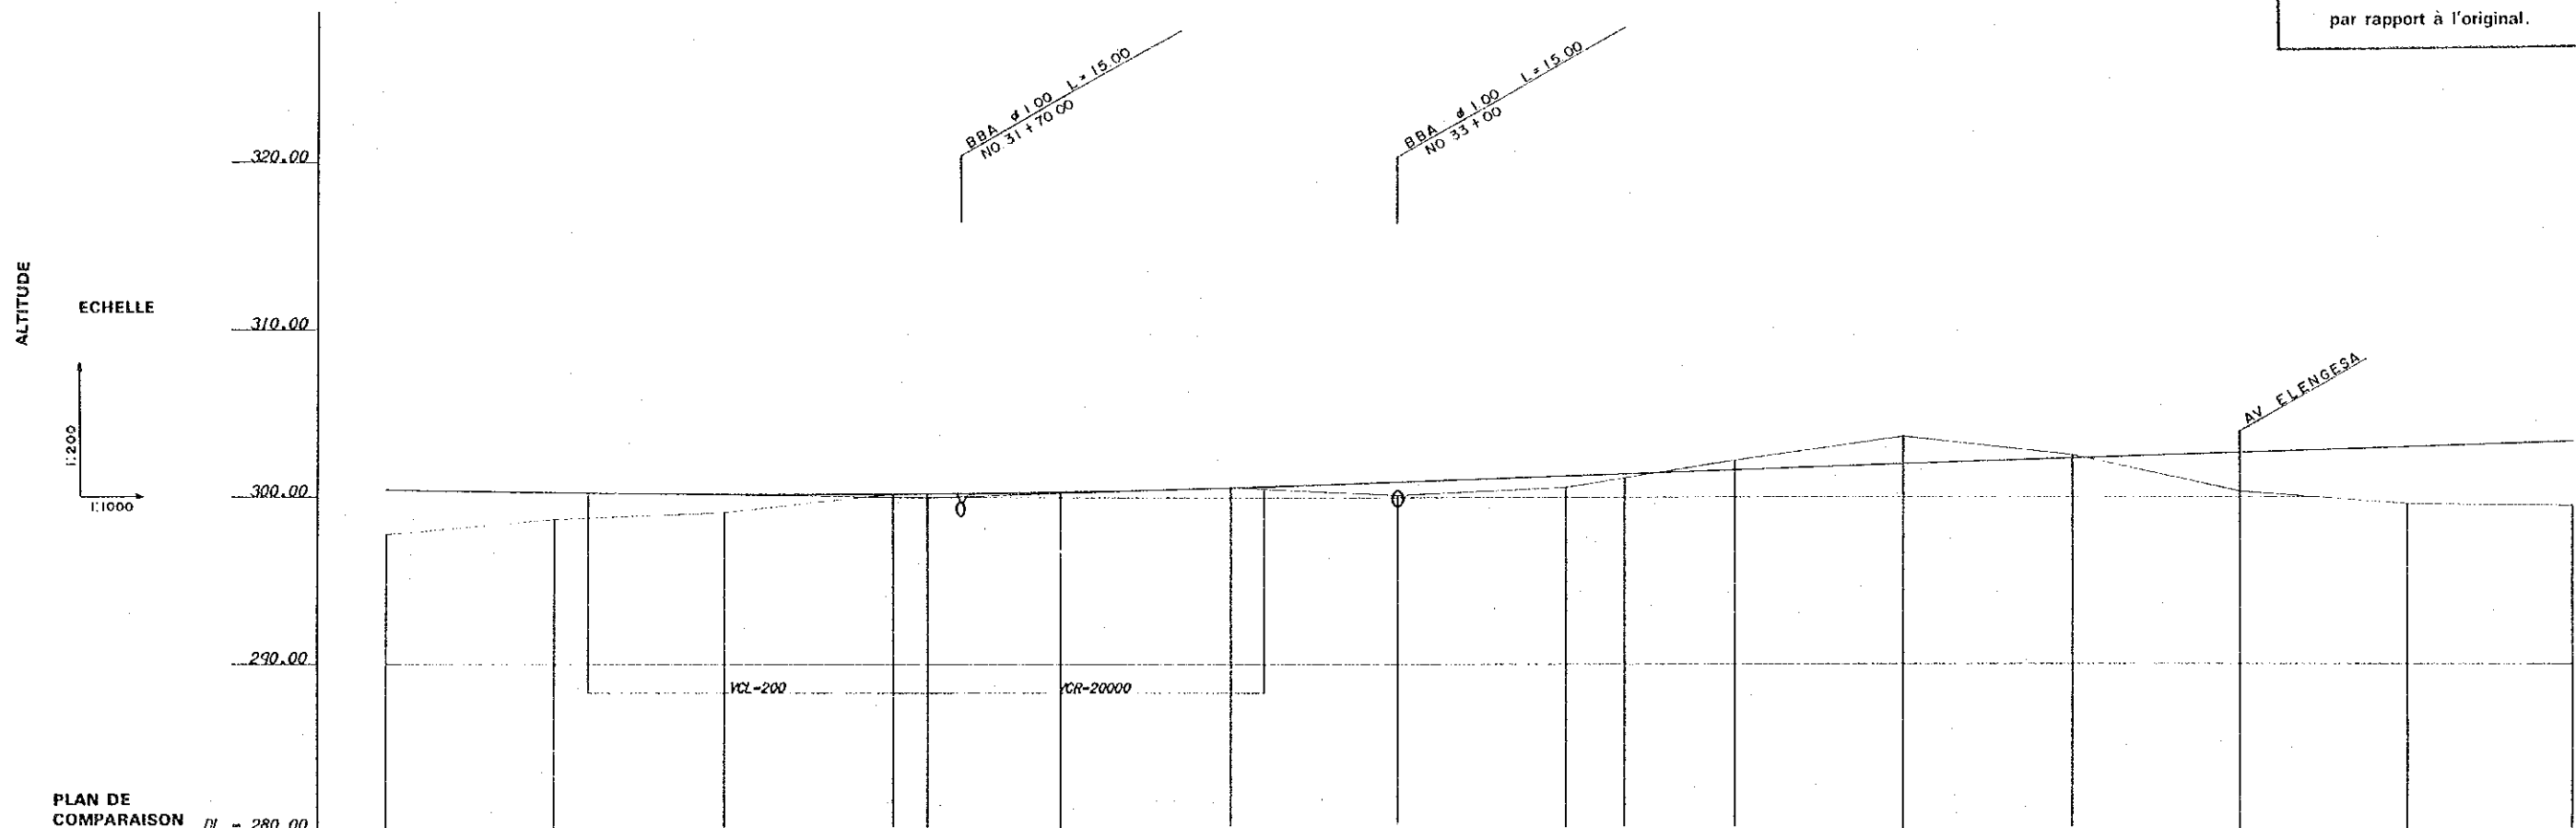 par rapport à l'original.
BBA ø 1.00 L = 15.00
NO. 31+70.00
BBA ø 1.00 L = 15.00
NO 33+00
320.00
ALTITUDE
ECHELLE
310.00
AV ELENGESA
1:200
300.00
1:1000
290.00
VCL-200
VCR-20000
PLAN DE
COMPARAISON DL = 280.00